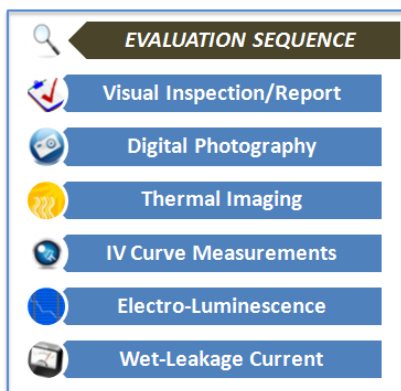 EVALUATION SEQUENCE
Visual Inspection/Report
Digital Photography
Thermal Imaging
IV Curve Measurements
Electro-Luminescence
Wet-Leakage Current